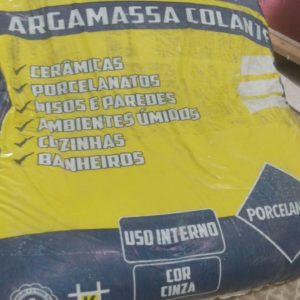 ARGAMASSA COLANTE
CERÂMICAS
PORCELANATOS
PISOS E PAREDES
AMBIENTES ÚMIDOS
COZINHAS
BANHEIROS
USO INTERNO
PORCELAN
COR
CINZA